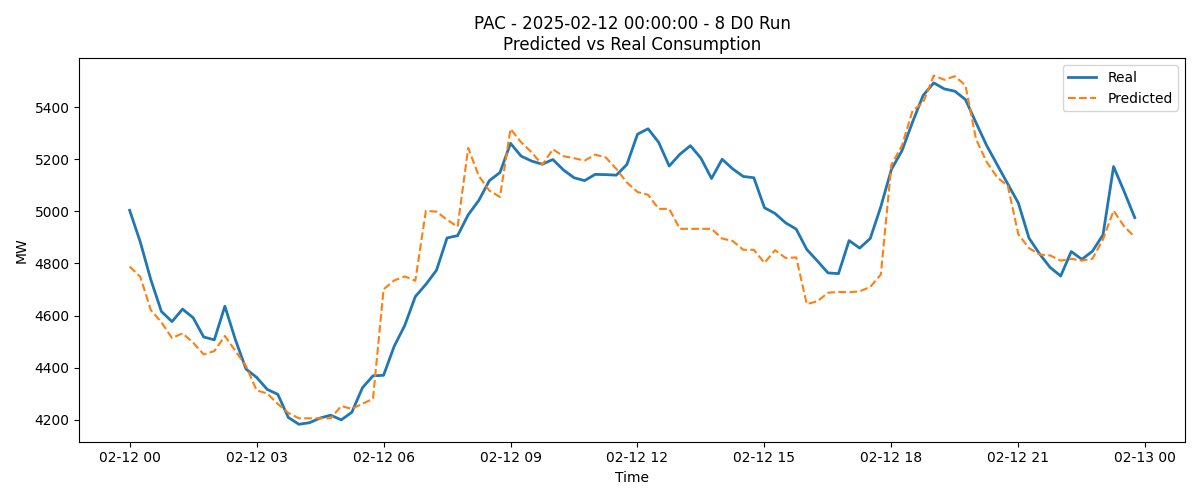 PAC - 2025-02-12 00:00:00 - 8 D0 Run
Predicted vs Real Consumption
Real
Predicted
MW
5400
5200
5000
4800
4600
4400
4200
02-12 00
02-12 03
02-12 06
02-12 09
02-12 12
02-12 15
02-12 18
02-12 21
02-13 00
Time